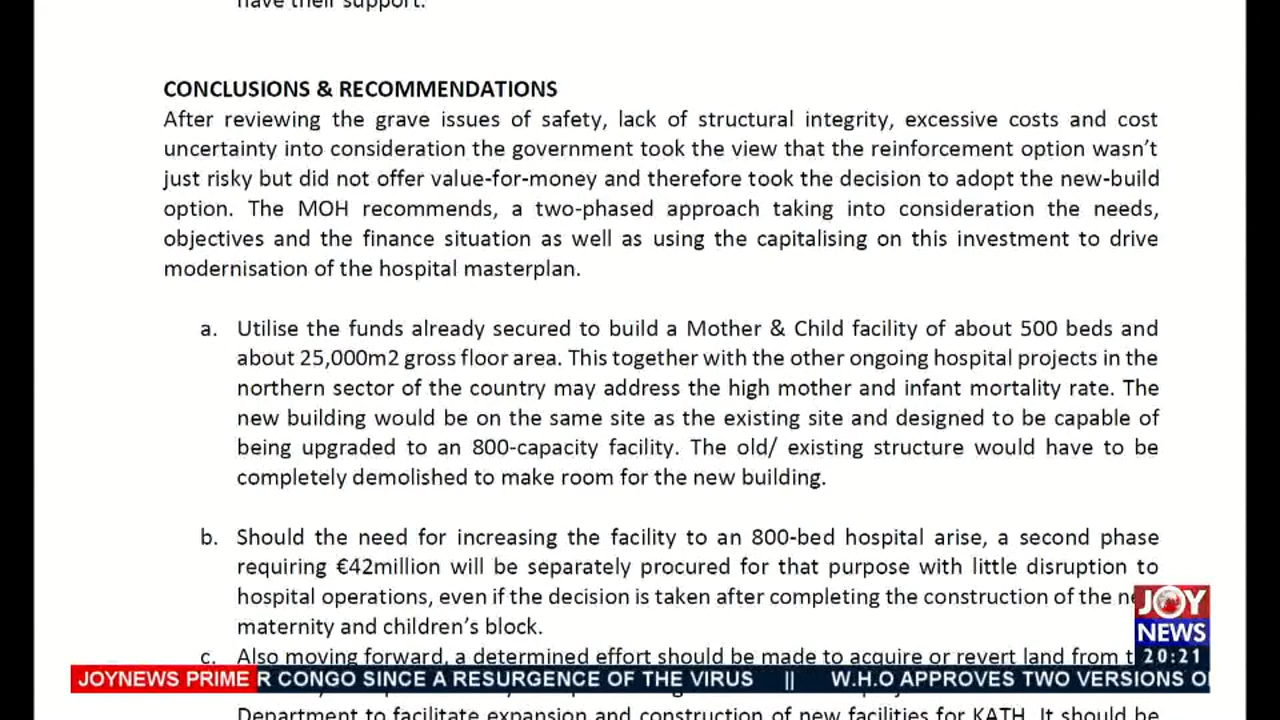 have their support.
CONCLUSIONS & RECOMMENDATIONS
After reviewing the grave issues of safety, lack of structural integrity, excessive costs and cost
uncertainty into consideration the government took the view that the reinforcement option wasn't
just risky but did not offer value-for-money and therefore took the decision to adopt the new-build
option. The MOH recommends, a two-phased approach taking into consideration the needs,
objectives and the finance situation as well as using the capitalising on this investment to drive
modernisation of the hospital masterplan.
a. Utilise the funds already secured to build a Mother & Child facility of about 500 beds and
about 25,000m2 gross floor area. This together with the other ongoing hospital projects in the
northern sector of the country may address the high mother and infant mortality rate. The
new building would be on the same site as the existing site and designed to be capable of
being upgraded to an 800-capacity facility. The old/ existing structure would have to be
completely demolished to make room for the new building.
b. Should the need for increasing the facility to an 800-bed hospital arise, a second phase
requiring €42million will be separately procured for that purpose with little disruption to
hospital operations, even if the decision is taken after completing the construction of the
maternity and children's block.
c. Also moving forward, a determined effort should be made to acquire or revert land from
JOY
NEWS
20:21
JOYNEWS PRIME R CONGO SINCE A RESURGENCE OF THE VIRUS || W.H.O APPROVES TWO VERSIONS
Department to facilitate expansion and construction of new facilities for KATH. It should be